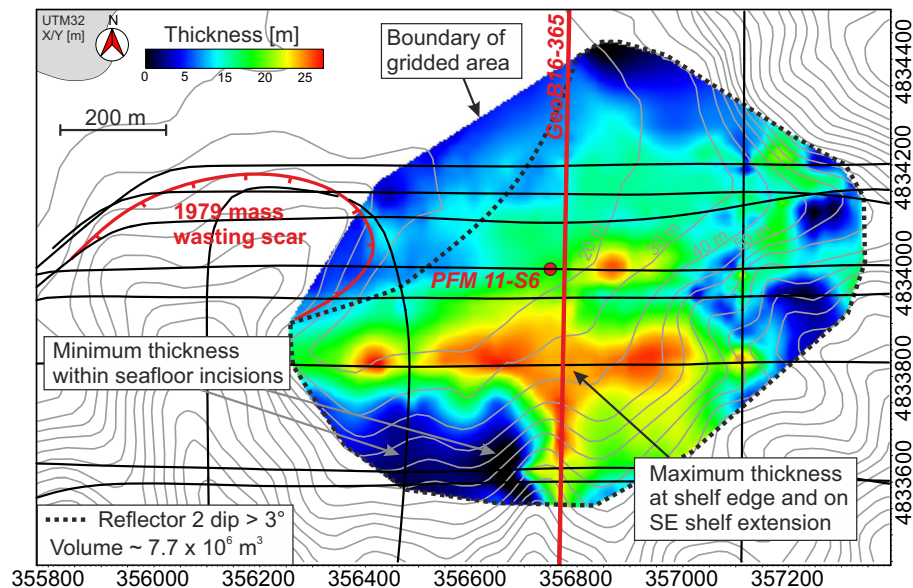 UTM32
X/Y [m]
N
Thickness [m]
0 5 15 20 25
200 m
Boundary of
gridded area
GeoB16-365
1979 mass
wasting scar
PFM 11-S6
20 m
30 m
40 m
Minimum thickness
within seafloor incisions
Maximum thickness
at shelf edge and on
SE shelf extension
Reflector 2 dip > 3°
Volume ~ 7.7 x 10⁶ m³
4834400
4834200
4834000
4833800
4833600
355800 356000 356200 356400 356600 356800 357000 357200